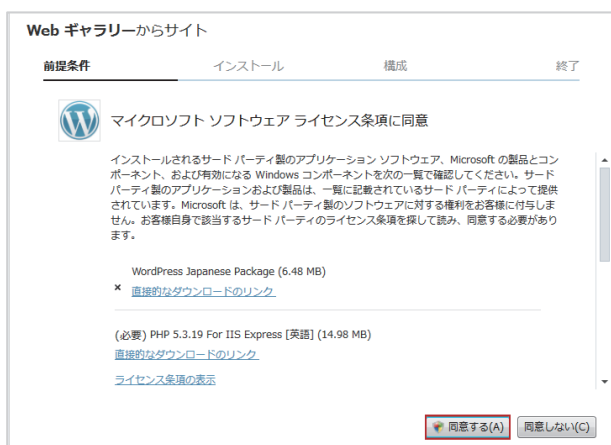 Web ギャラリーからサイト
前提条件 インストール 構成 終了
マイクロソフト ソフトウェア ライセンス条項に同意
インストールされるサード パーティ製のアプリケーション ソフトウェア、Microsoft の製品とコン
ポーネント、および有効になる Windows コンポーネントを次の一覧で確認してください。サード
パーティ製のアプリケーションおよび製品は、一覧に記載されているサード パーティによって提供
されています。Microsoft は、サード パーティ製のソフトウェアに対する権利をお客様に付与しま
せん。お客様自身で該当するサード パーティのライセンス条項を探して読み、同意する必要があり
ます。
WordPress Japanese Package (6.48 MB)
× 直接的なダウンロードのリンク
(必要) PHP 5.3.19 For IIS Express [英語] (14.98 MB)
直接的なダウンロードのリンク
ライセンス条項の表示
同意する(A) 同意しない(C)